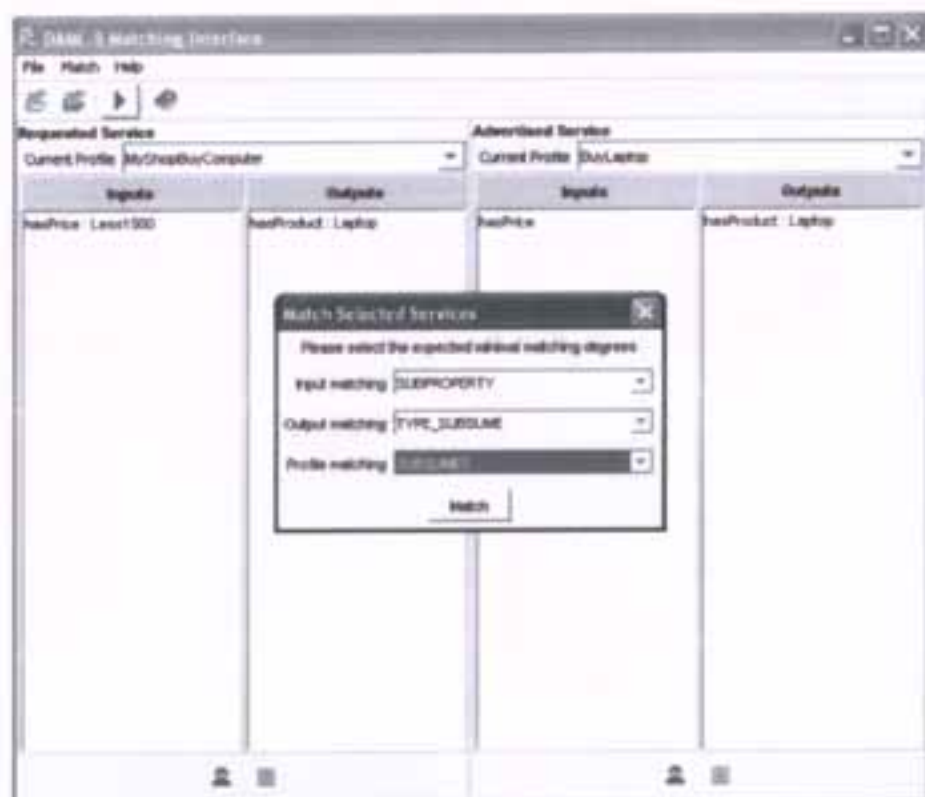 Matching Interface
File Match Help
Requested Service
Current Profile MyShopBuyComputer
Inputs Outputs
hasPrice : Less1500
hasProduct : Laptop
Advertised Service
Current Profile BuyLaptop
Inputs Outputs
hasPrice
hasProduct : Laptop
Match Selected Services
Please select the expected minimal matching degrees
Input matching SUBPROPERTY
Output matching TYPE_SUBSUME
Profile matching
Match